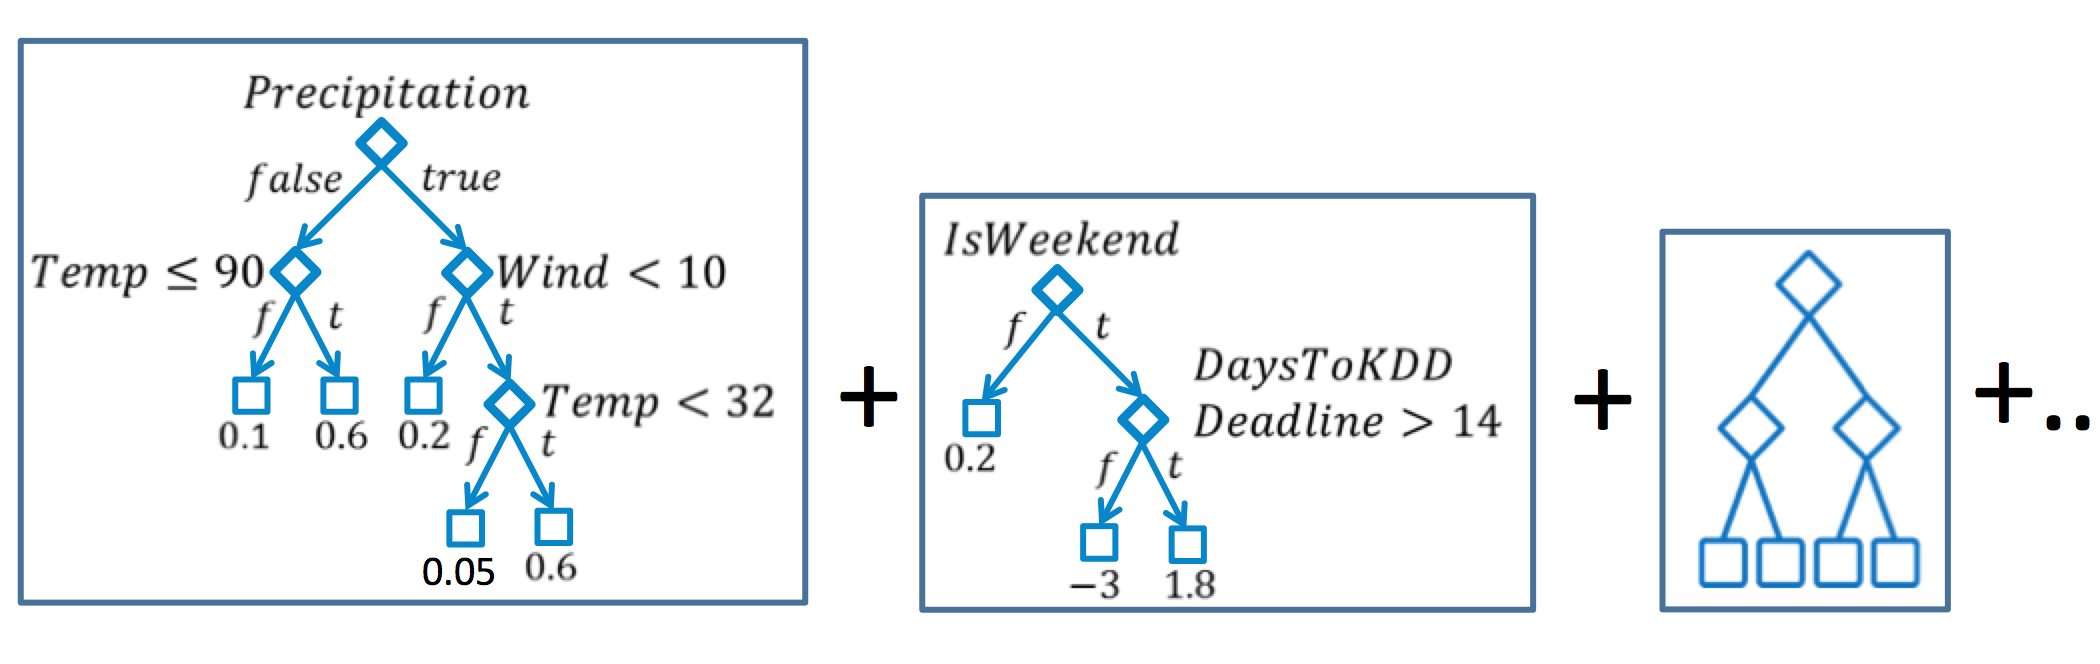 Precipitation
false true
Temp ≤ 90 Wind < 10
f t f t
0.1 0.6 0.2
Temp < 32
f t
0.05 0.6
+
IsWeekend
f t
0.2
DaysToKDD
Deadline > 14
f t
−3 1.8
+
+..